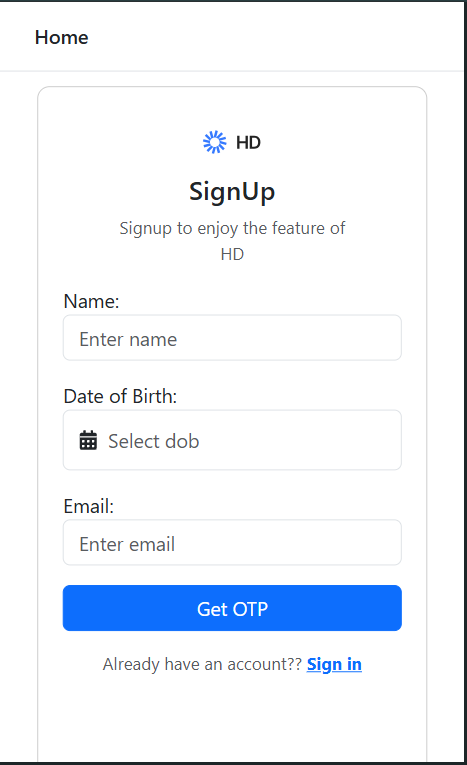 Home
HD
SignUp
Signup to enjoy the feature of
HD
Name:
Enter name
Date of Birth:
Select dob
Email:
Enter email
Get OTP
Already have an account?? Sign in